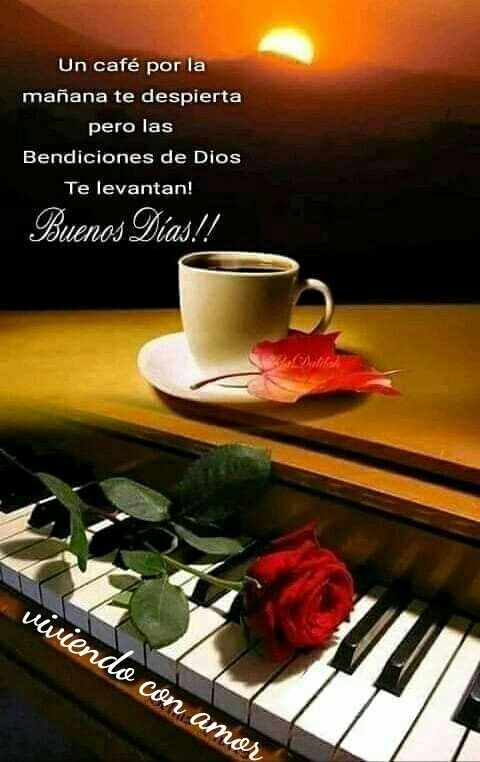 Un café por la
mañana te despierta
pero las
Bendiciones de Dios
Te levantan!
Buenos Días!!
viviendo con amor